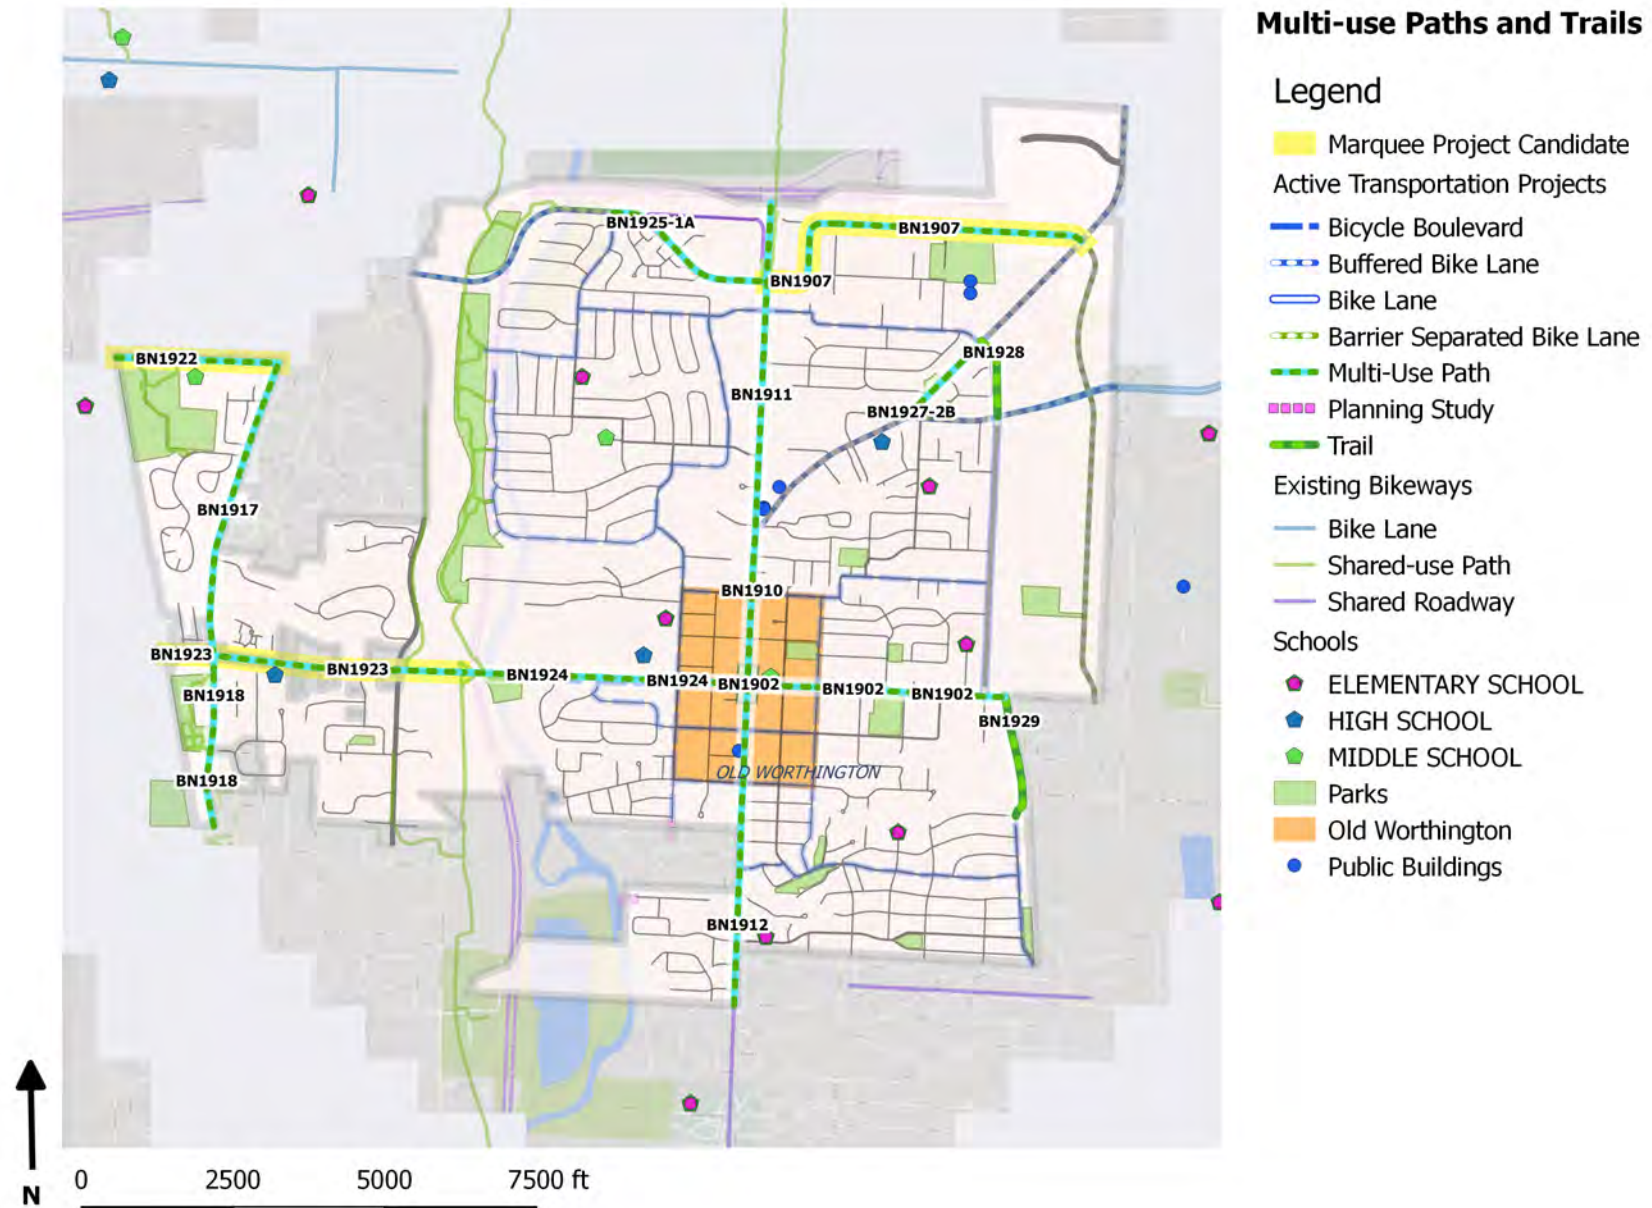 Multi-use Paths and Trails
Legend
Marquee Project Candidate
Active Transportation Projects
Bicycle Boulevard
Buffered Bike Lane
Bike Lane
Barrier Separated Bike Lane
Multi-Use Path
Planning Study
Trail
Existing Bikeways
Bike Lane
Shared-use Path
Shared Roadway
Schools
ELEMENTARY SCHOOL
HIGH SCHOOL
MIDDLE SCHOOL
Parks
Old Worthington
Public Buildings
BN1925-1A
BN1907
BN1907
BN1922
BN1928
BN1911
BN1927-2B
BN1917
BN1910
BN1923
BN1923
BN1924
BN1924
BN1902
BN1902
BN1902
BN1918
BN1929
BN1918
OLD WORTHINGTON
BN1912
0
2500
5000
7500 ft
N